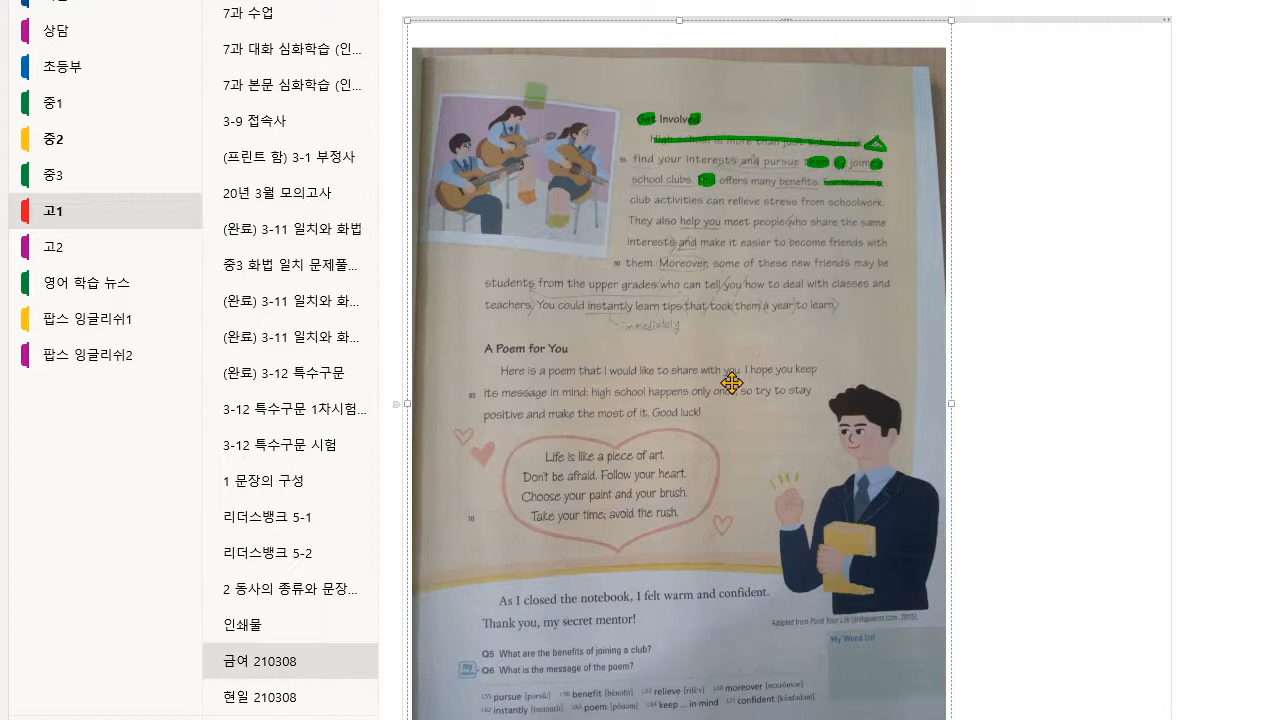 상담
초등부
중1
중2
중3
고1
고2
영어 학습 뉴스
팝스 잉글리쉬1
팝스 잉글리쉬2
7과 수업
7과 대화 심화학습 (인...
7과 본문 심화학습 (인...
3-9 접속사
(프린트 함) 3-1 부정사
20년 3월 모의고사
(완료) 3-11 일치와 화법
중3 화법 일치 문제풀...
(완료) 3-11 일치와 화...
(완료) 3-11 일치와 화...
(완료) 3-12 특수구문
3-12 특수구문 1차시험...
3-12 특수구문 시험
1 문장의 구성
리더스뱅크 5-1
리더스뱅크 5-2
2 동사의 종류와 문장...
인쇄물
금여 210308
현일 210308
Get Involved
High school is more than just
find your interests and pursue them by joining
school clubs. offers many benefits. For instance,
club activities can relieve stress from schoolwork.
They also help you meet people who share the same
interests and make it easier to become friends with
them. Moreover, some of these new friends may be
students from the upper grades who can tell you how to deal with classes and
teachers. You could instantly learn tips that took them a year to learn.
immediately
A Poem for You
Here is a poem that I would like to share with you. I hope you keep
65 its message in mind: high school happens only once, so try to stay
positive and make the most of it. Good luck!
Life is like a piece of art.
Don't be afraid. Follow your heart.
Choose your paint and your brush.
70 Take your time; avoid the rush.
As I closed the notebook, I felt warm and confident.
Thank you, my secret mentor!
Adapted from Paint Your Life
My Word List
Q5 What are the benefits of joining a club?
Q6 What is the message of the poem?
pursue benefit relieve moreover
instantly poem keep ... in mind confident